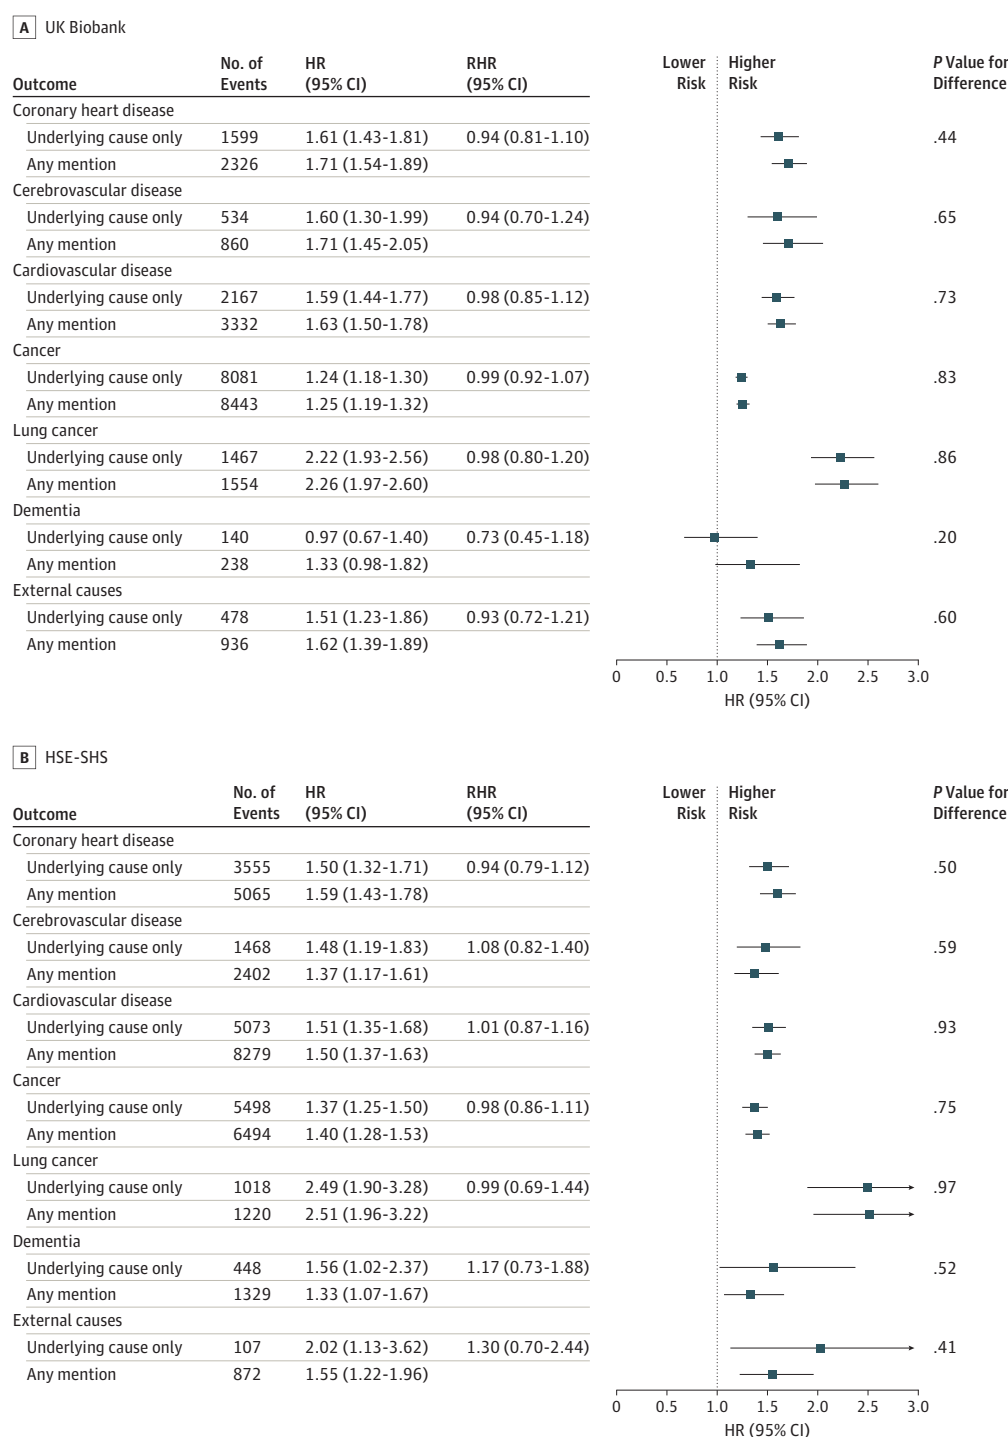 A UK Biobank
Outcome No. of Events HR (95% CI) RHR (95% CI) Lower Risk Higher Risk P Value for Difference
Coronary heart disease
Underlying cause only 1599 1.61 (1.43-1.81) 0.94 (0.81-1.10) .44
Any mention 2326 1.71 (1.54-1.89)
Cerebrovascular disease
Underlying cause only 534 1.60 (1.30-1.99) 0.94 (0.70-1.24) .65
Any mention 860 1.71 (1.45-2.05)
Cardiovascular disease
Underlying cause only 2167 1.59 (1.44-1.77) 0.98 (0.85-1.12) .73
Any mention 3332 1.63 (1.50-1.78)
Cancer
Underlying cause only 8081 1.24 (1.18-1.30) 0.99 (0.92-1.07) .83
Any mention 8443 1.25 (1.19-1.32)
Lung cancer
Underlying cause only 1467 2.22 (1.93-2.56) 0.98 (0.80-1.20) .86
Any mention 1554 2.26 (1.97-2.60)
Dementia
Underlying cause only 140 0.97 (0.67-1.40) 0.73 (0.45-1.18) .20
Any mention 238 1.33 (0.98-1.82)
External causes
Underlying cause only 478 1.51 (1.23-1.86) 0.93 (0.72-1.21) .60
Any mention 936 1.62 (1.39-1.89)
0 0.5 1.0 1.5 2.0 2.5 3.0
HR (95% CI)
B HSE-SHS
Outcome No. of Events HR (95% CI) RHR (95% CI) Lower Risk Higher Risk P Value for Difference
Coronary heart disease
Underlying cause only 3555 1.50 (1.32-1.71) 0.94 (0.79-1.12) .50
Any mention 5065 1.59 (1.43-1.78)
Cerebrovascular disease
Underlying cause only 1468 1.48 (1.19-1.83) 1.08 (0.82-1.40) .59
Any mention 2402 1.37 (1.17-1.61)
Cardiovascular disease
Underlying cause only 5073 1.51 (1.35-1.68) 1.01 (0.87-1.16) .93
Any mention 8279 1.50 (1.37-1.63)
Cancer
Underlying cause only 5498 1.37 (1.25-1.50) 0.98 (0.86-1.11) .75
Any mention 6494 1.40 (1.28-1.53)
Lung cancer
Underlying cause only 1018 2.49 (1.90-3.28) 0.99 (0.69-1.44) .97
Any mention 1220 2.51 (1.96-3.22)
Dementia
Underlying cause only 448 1.56 (1.02-2.37) 1.17 (0.73-1.88) .52
Any mention 1329 1.33 (1.07-1.67)
External causes
Underlying cause only 107 2.02 (1.13-3.62) 1.30 (0.70-2.44) .41
Any mention 872 1.55 (1.22-1.96)
0 0.5 1.0 1.5 2.0 2.5 3.0
HR (95% CI)